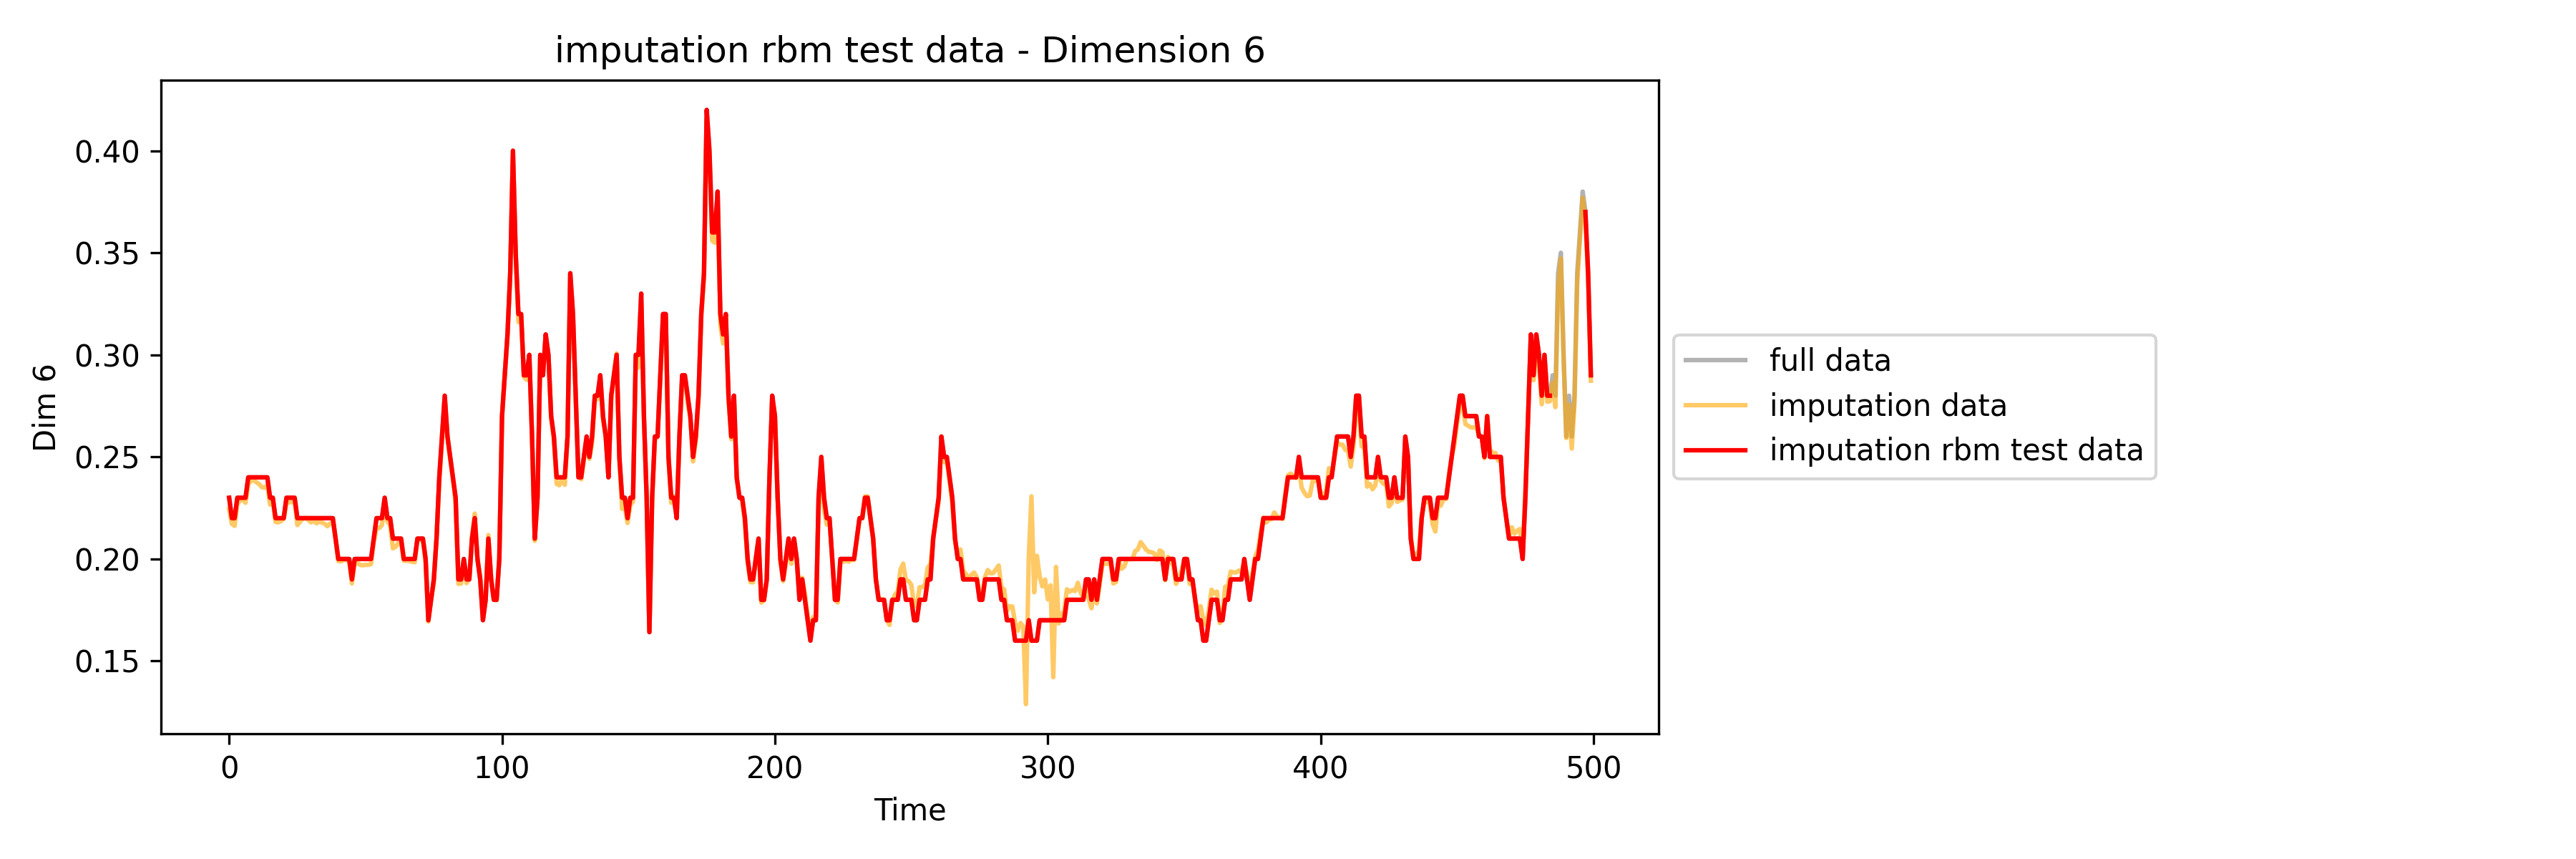 imputation rbm test data - Dimension 6
0.40
0.35
0.30
0.25
0.20
0.15
Dim 6
0 100 200 300 400 500
Time
full data
imputation data
imputation rbm test data